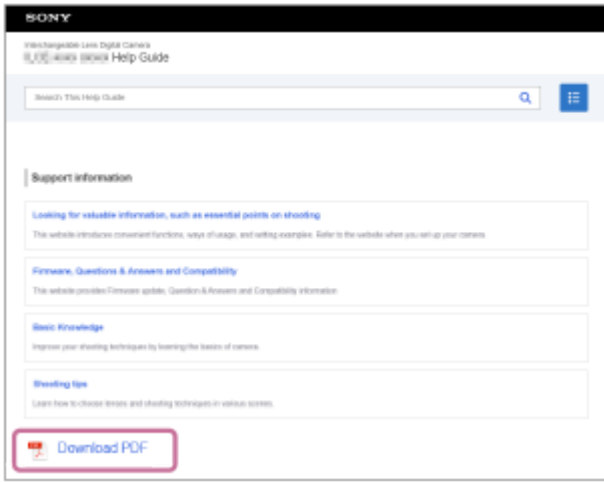 SONY
Interchangeable Lens Digital Camera
Help Guide
Search This Help Guide
Support information
Looking for valuable information, such as essential points on shooting
This website introduces convenient functions, ways of usage, and setting examples. Refer to the website when you set up your camera.
Firmware, Questions & Answers and Compatibility
This website provides Firmware update, Question & Answers and Compatibility information.
Basic Knowledge
Improve your shooting techniques by learning the basics of camera.
Shooting tips
Learn how to choose lenses and shooting techniques in various scenes.
Download PDF